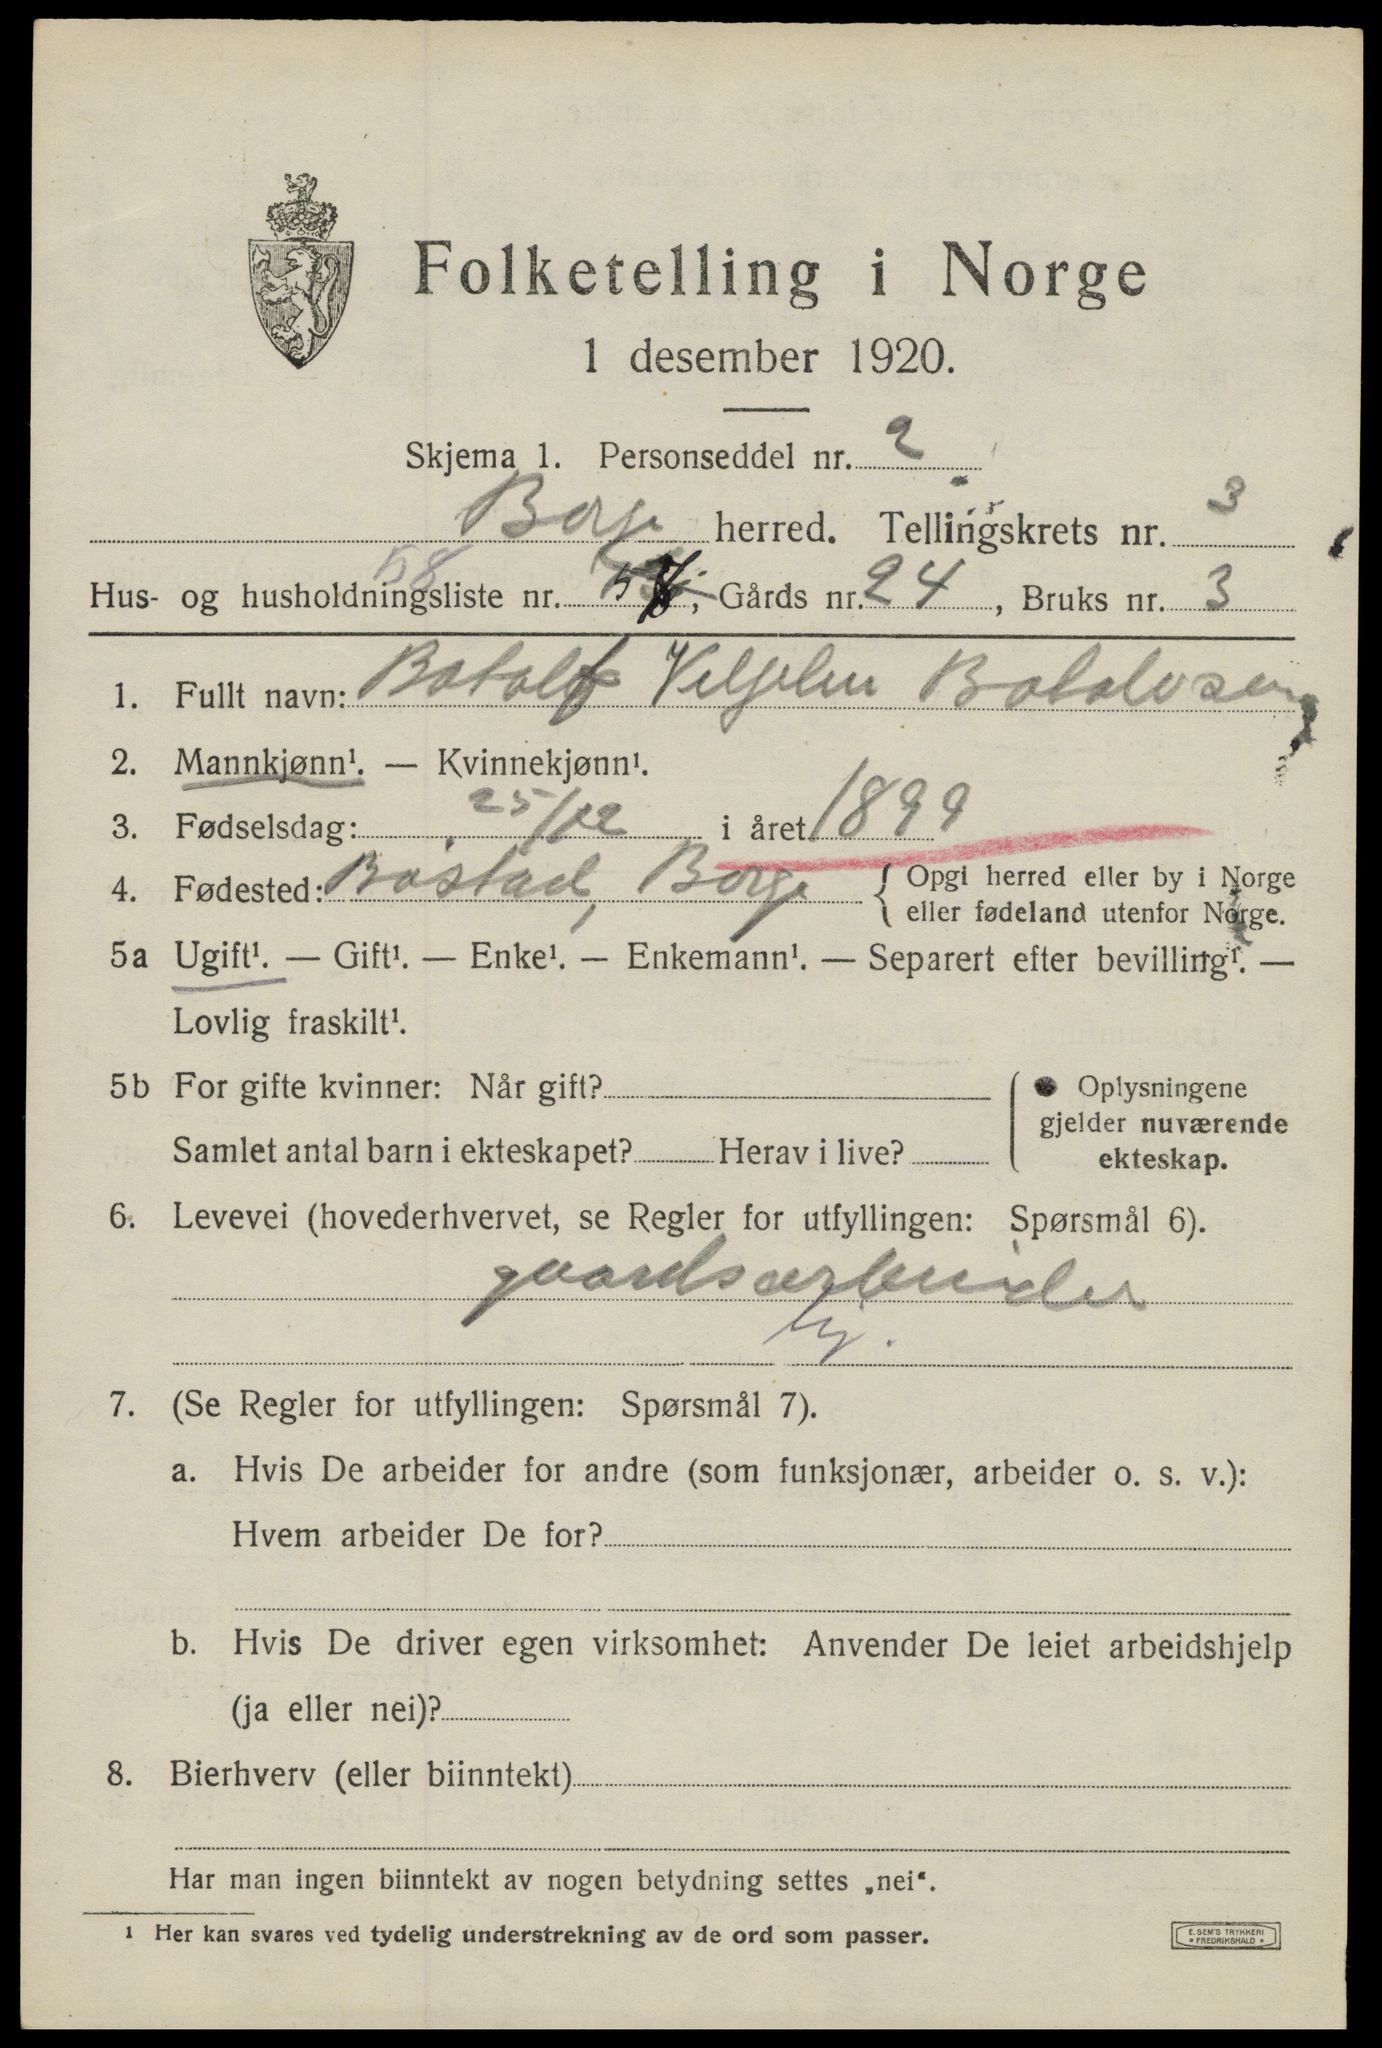 Folketelling i Norge
1 desember 1920.
Skjema 1. Personseddel nr. 2
Borge herred. Tellingskrets nr. 3
58
Hus- og husholdningsliste nr. 58, Gårds nr. 24, Bruks nr. 3
1. Fullt navn: Botolf Vilhelm Botolvsen
2. Mannkjønn¹. — Kvinnekjønn¹.
3. Fødselsdag: 25/12 i året 1899
4. Fødested: Bøstad, Borge { Opgi herred eller by i Norge
eller fødeland utenfor Norge.
5a Ugift¹. — Gift¹. — Enke¹. — Enkemann¹. — Separert efter bevilling¹. —
Lovlig fraskilt¹.
5b For gifte kvinner: Når gift? Oplysningene
gjelder nuværende
Samlet antal barn i ekteskapet? Herav i live? ekteskap.
6. Levevei (hovederhvervet, se Regler for utfyllingen: Spørsmål 6).
gaardsarbeider
7. (Se Regler for utfyllingen: Spørsmål 7).
a. Hvis De arbeider for andre (som funksjonær, arbeider o. s. v.):
Hvem arbeider De for?
b. Hvis De driver egen virksomhet: Anvender De leiet arbeidshjelp
(ja eller nei)?
8. Bierhverv (eller biinntekt)
Har man ingen biinntekt av nogen betydning settes „nei“.
1 Her kan svares ved tydelig understrekning av de ord som passer.
E. SEM'S TRYKKERI
* FREDRIKSHALD *